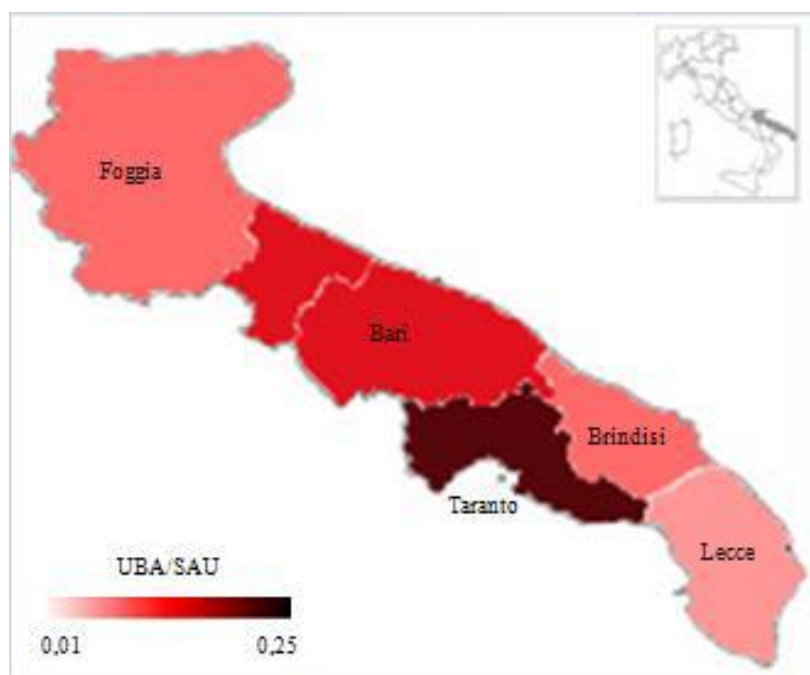 Foggia
Bari
Brindisi
Taranto
Lecce
UBA/SAU
0,01 0,25